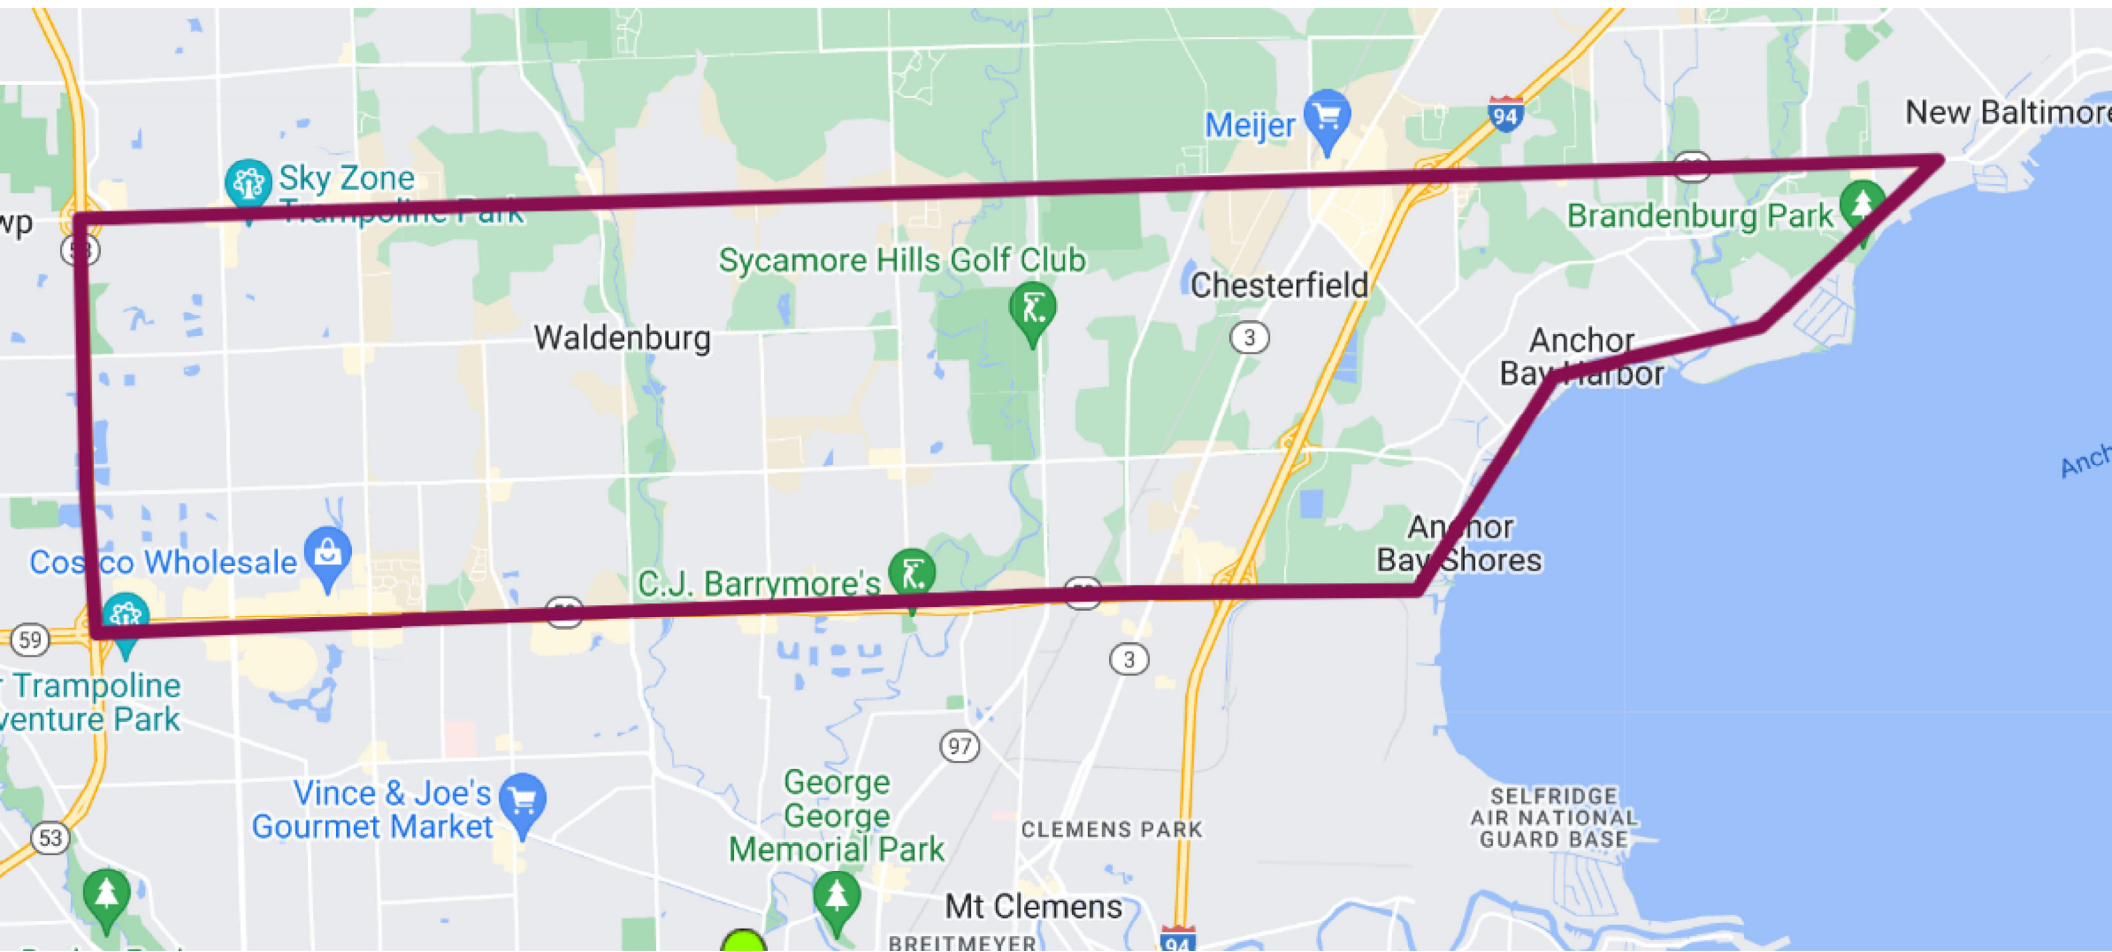 New Baltimore
Meijer
94
Sky Zone
Trampoline Park
wp
53
Brandenburg Park
Sycamore Hills Golf Club
Chesterfield
3
Waldenburg
Anchor
Bay Harbor
Anch
Anchor
Bay Shores
Costco Wholesale
C.J. Barrymore's
59
59
3
r Trampoline
venture Park
97
Vince & Joe's
Gourmet Market
George
George
Memorial Park
SELFRIDGE
AIR NATIONAL
GUARD BASE
CLEMENS PARK
53
Mt Clemens
BREITMEYER
94